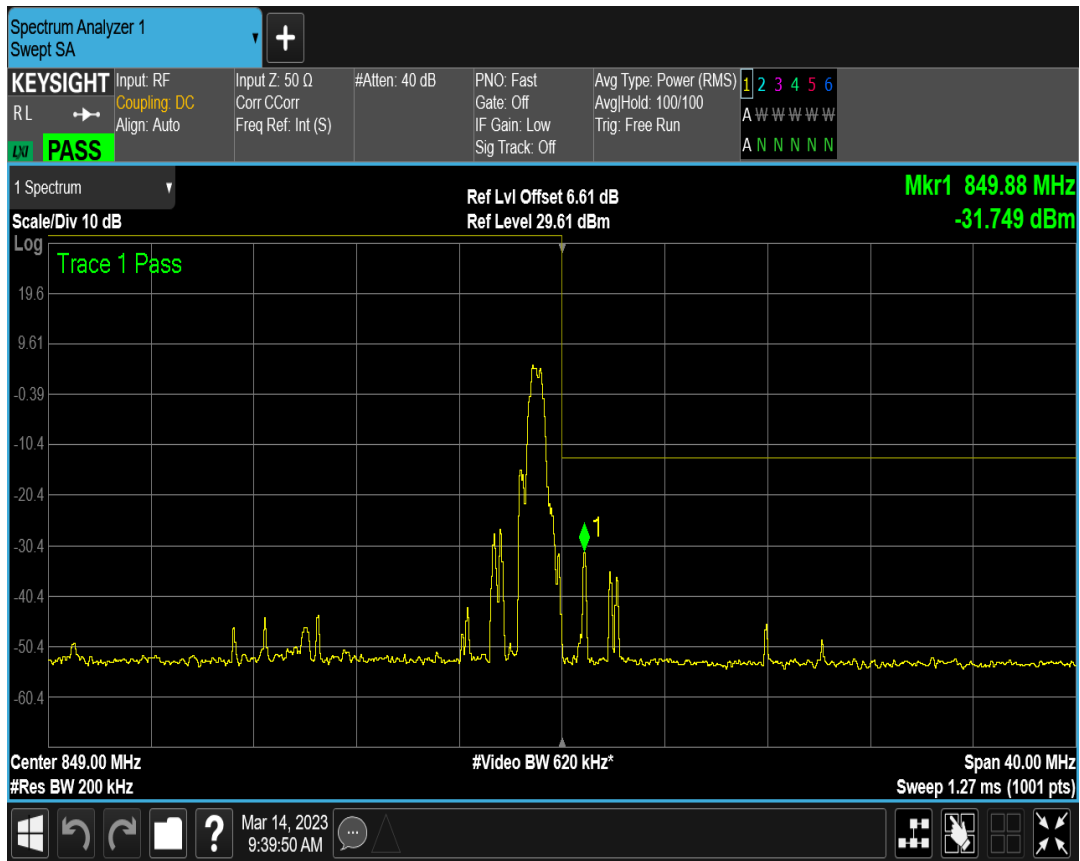 Spectrum Analyzer 1
Swept SA
+
KEYSIGHT
RL
LXI PASS
Input: RF
Coupling: DC
Align: Auto
Input Z: 50 Ω
Corr CCorr
Freq Ref: Int (S)
#Atten: 40 dB
PNO: Fast
Gate: Off
IF Gain: Low
Sig Track: Off
Avg Type: Power (RMS)
Avg|Hold: 100/100
Trig: Free Run
1 2 3 4 5 6
A W W W W W
A N N N N N
1 Spectrum
Scale/Div 10 dB
Ref Lvl Offset 6.61 dB
Ref Level 29.61 dBm
Mkr1 849.88 MHz
-31.749 dBm
Log
Trace 1 Pass
19.6
9.61
-0.39
-10.4
-20.4
-30.4
-40.4
-50.4
-60.4
1
Center 849.00 MHz
#Res BW 200 kHz
#Video BW 620 kHz*
Span 40.00 MHz
Sweep 1.27 ms (1001 pts)
?
Mar 14, 2023
9:39:50 AM